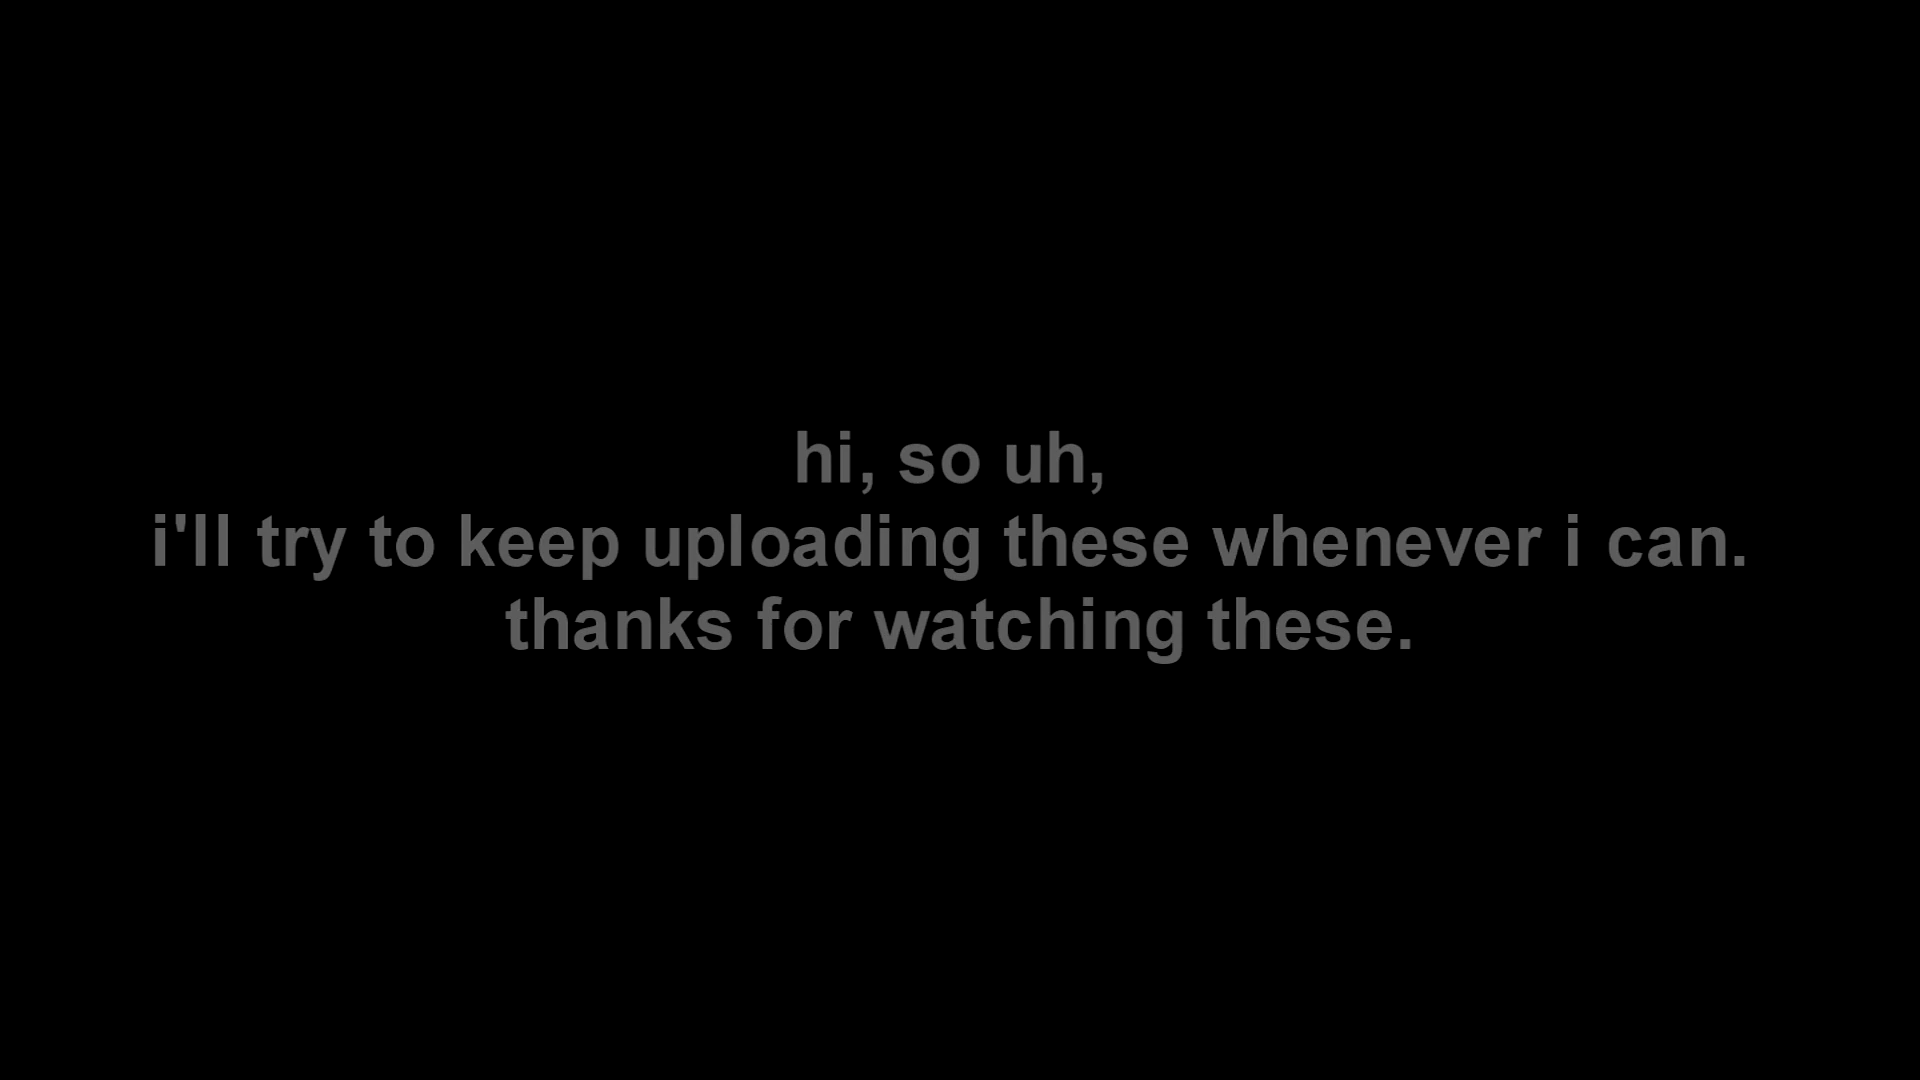 hi, so uh,
i'll try to keep uploading these whenever i can.
thanks for watching these.